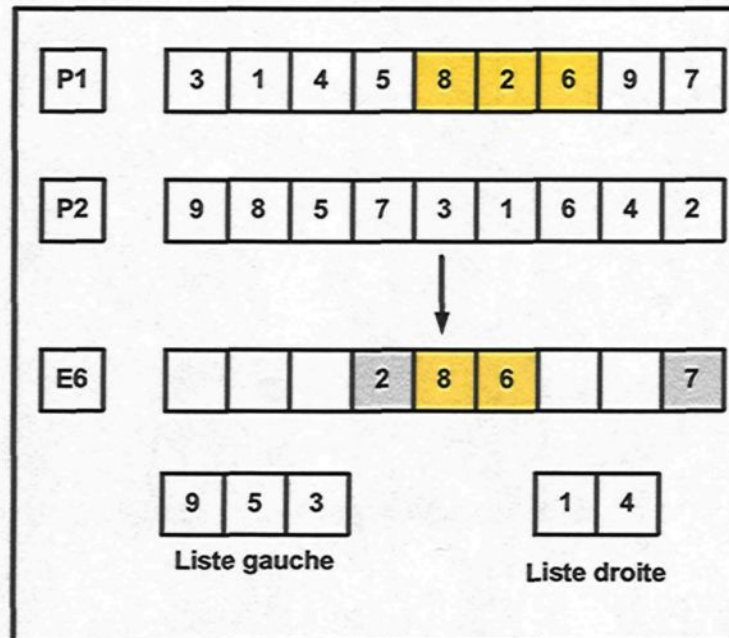 P1 3 1 4 5 8 2 6 9 7
P2 9 8 5 7 3 1 6 4 2
E6 2 8 6 7
9 5 3 1 4
Liste gauche Liste droite